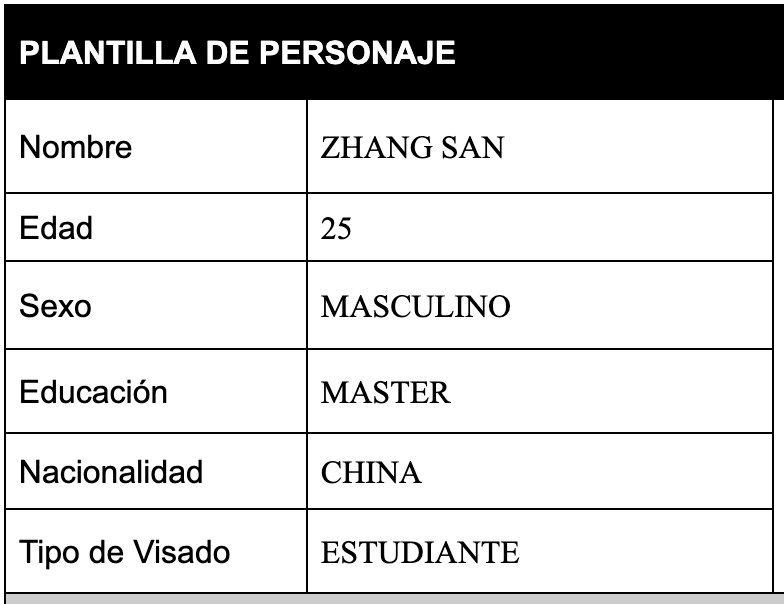 PLANTILLA DE PERSONAJE
Nombre ZHANG SAN
Edad 25
Sexo MASCULINO
Educación MASTER
Nacionalidad CHINA
Tipo de Visado ESTUDIANTE